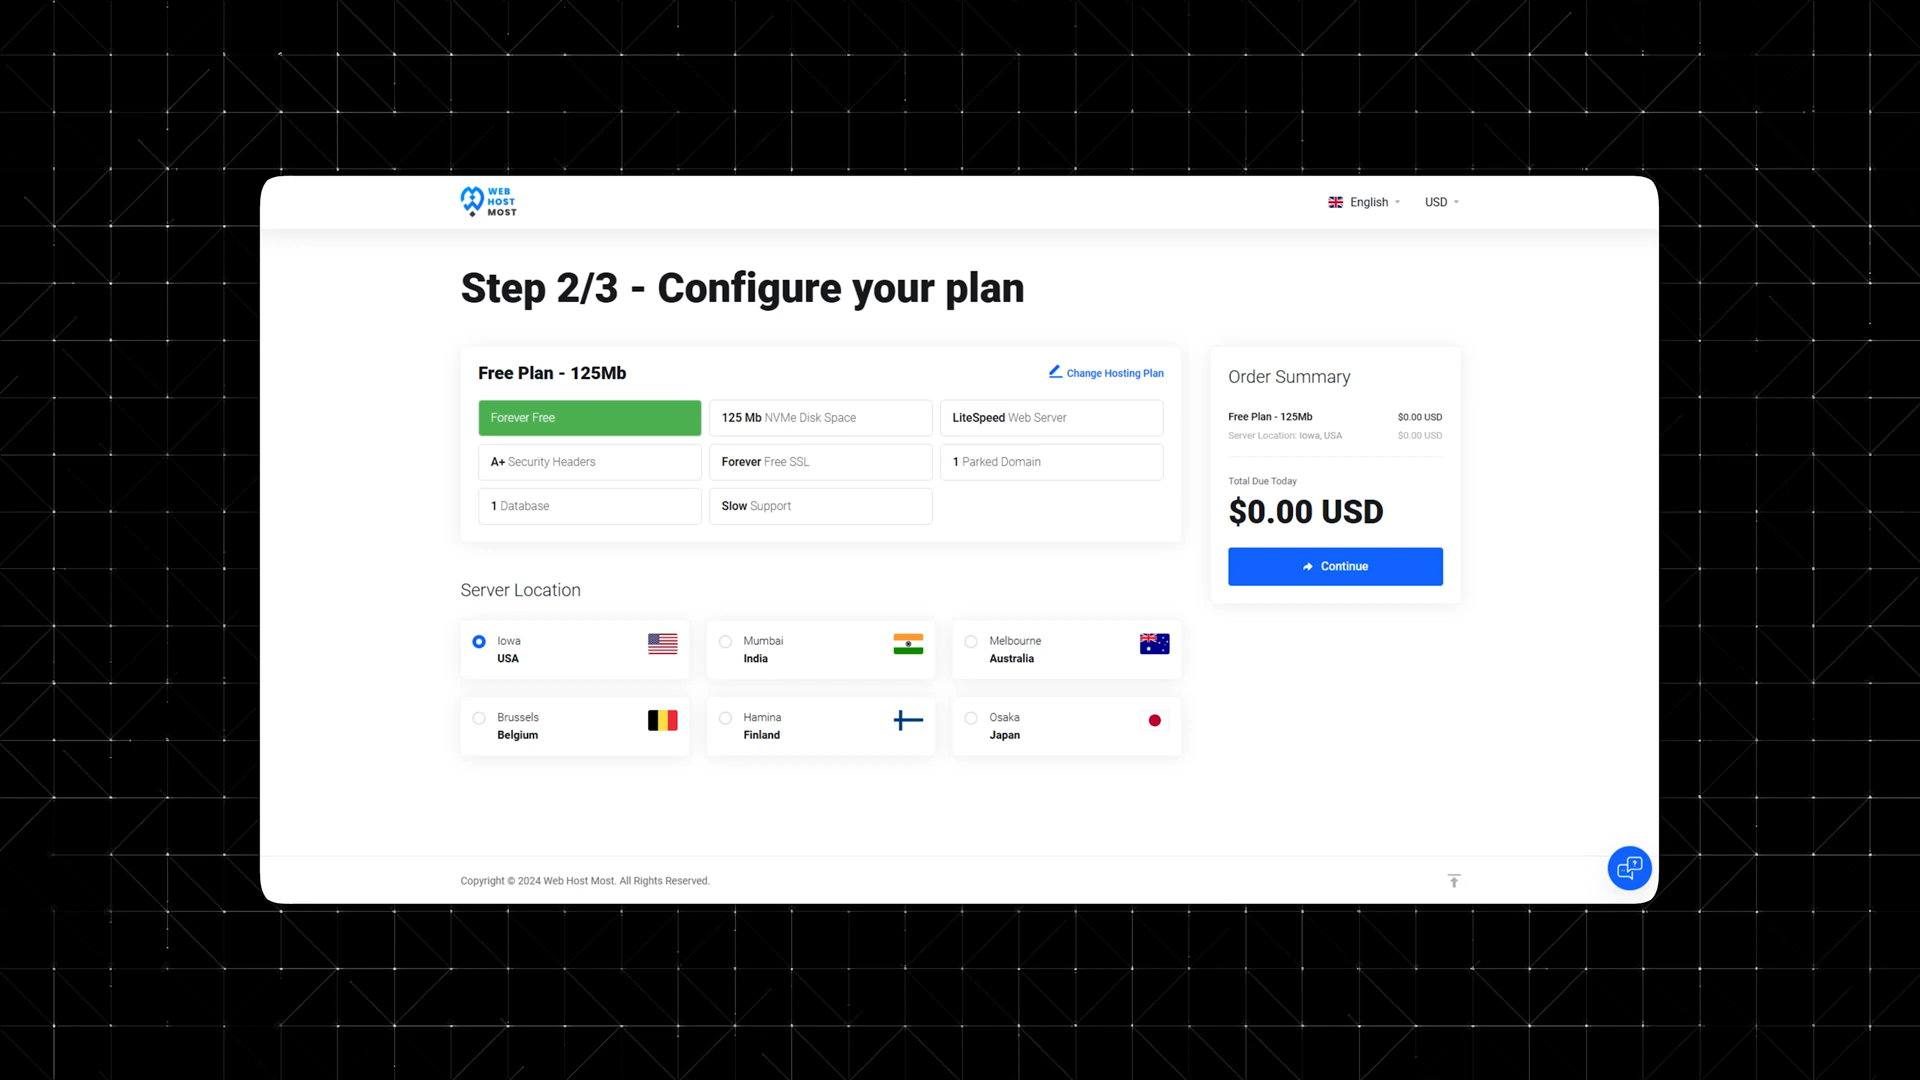 WEB
HOST
MOST
English
USD
Step 2/3 - Configure your plan
Free Plan - 125Mb
Change Hosting Plan
Forever Free
125 Mb NVMe Disk Space
LiteSpeed Web Server
A+ Security Headers
Forever Free SSL
1 Parked Domain
1 Database
Slow Support
Order Summary
Free Plan - 125Mb $0.00 USD
Server Location: Iowa, USA $0.00 USD
Total Due Today
$0.00 USD
Continue
Server Location
Iowa
USA
Mumbai
India
Melbourne
Australia
Brussels
Belgium
Hamina
Finland
Osaka
Japan
Copyright © 2024 Web Host Most. All Rights Reserved.